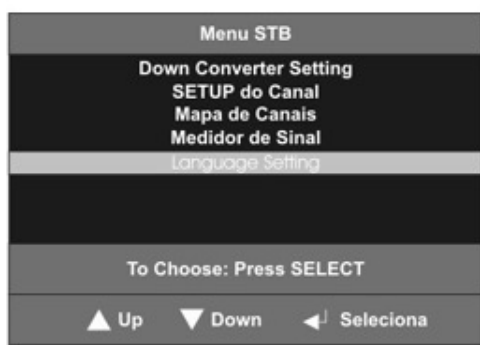 Menu STB
Down Converter Setting
SETUP do Canal
Mapa de Canais
Medidor de Sinal
Language Setting
To Choose: Press SELECT
Up Down Seleciona